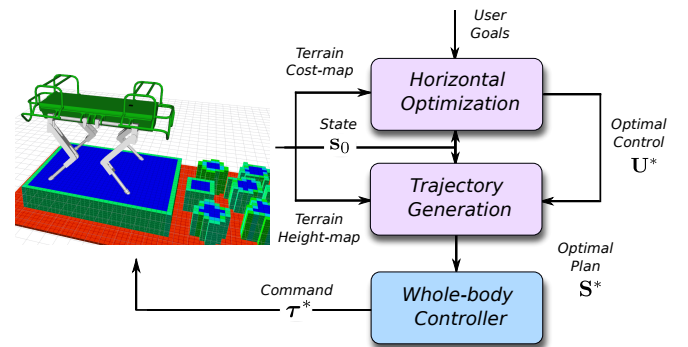 User
Goals
Terrain
Cost-map
Horizontal
Optimization
State
s₀
Optimal
Control
U*
Trajectory
Generation
Terrain
Height-map
Optimal
Plan
S*
Command
τ*
Whole-body
Controller